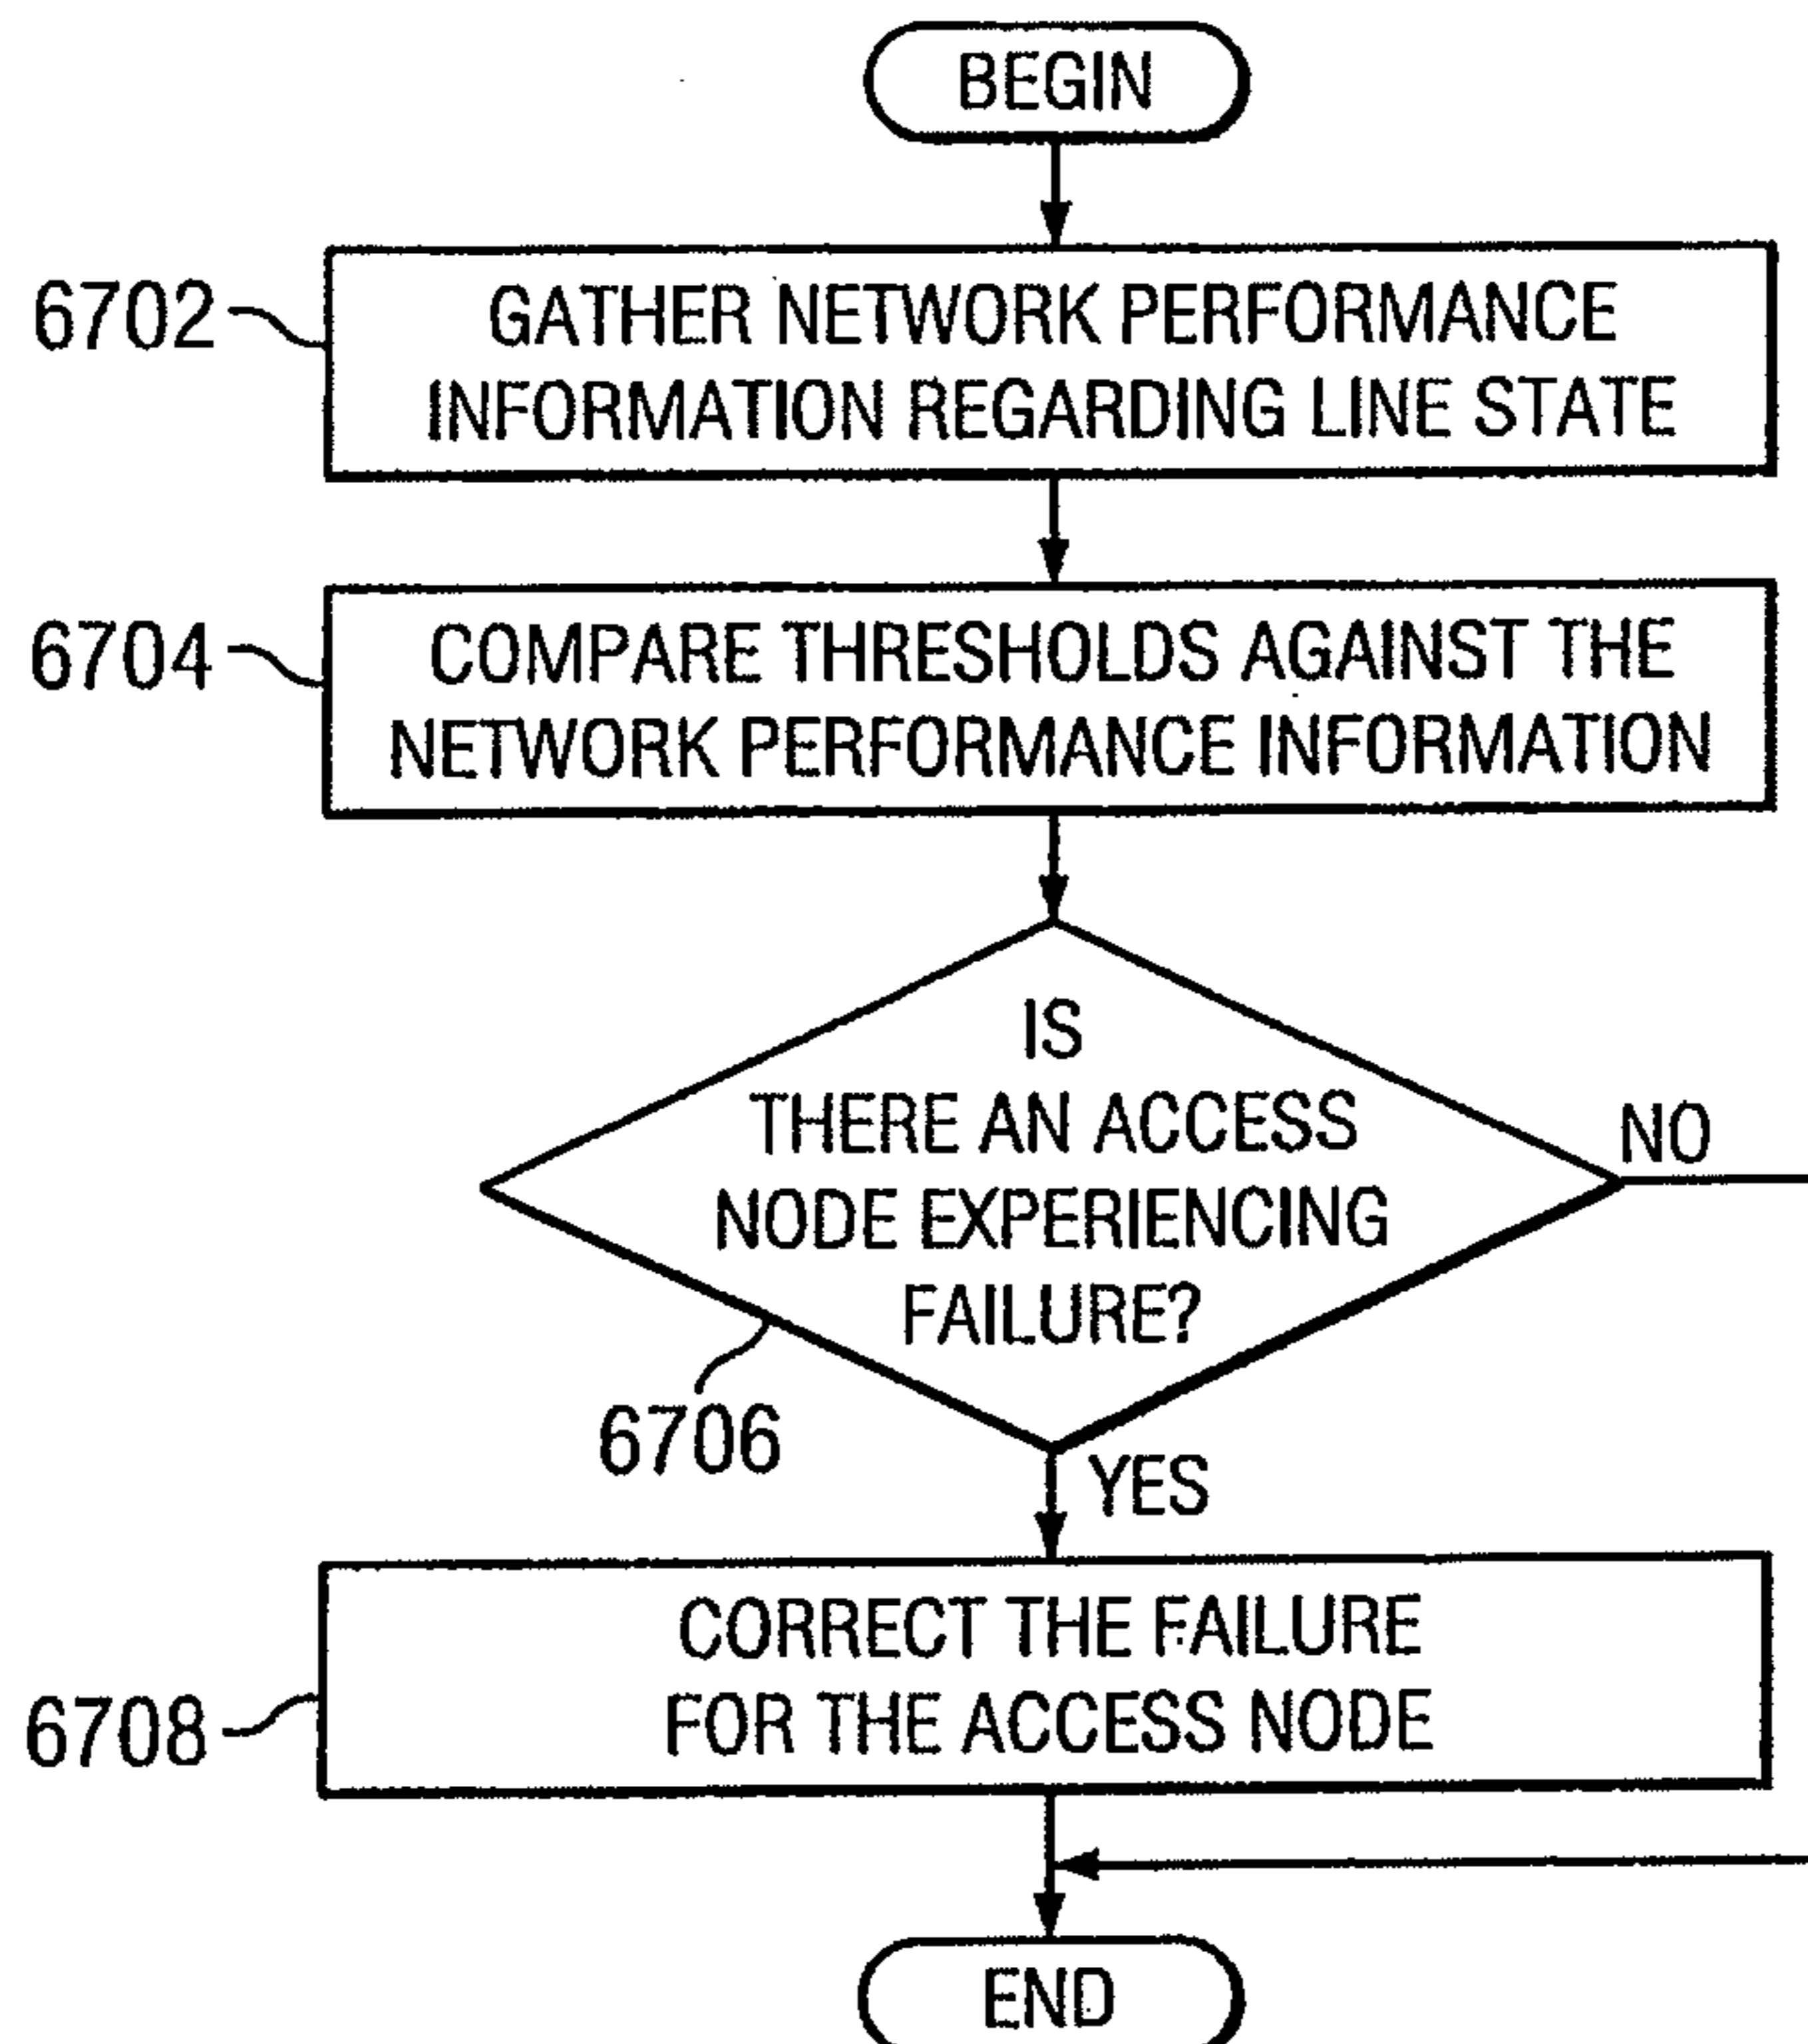 BEGIN
6702
GATHER NETWORK PERFORMANCE
INFORMATION REGARDING LINE STATE
6704
COMPARE THRESHOLDS AGAINST THE
NETWORK PERFORMANCE INFORMATION
IS
THERE AN ACCESS
NODE EXPERIENCING
FAILURE?
NO
6706
YES
6708
CORRECT THE FAILURE
FOR THE ACCESS NODE
END